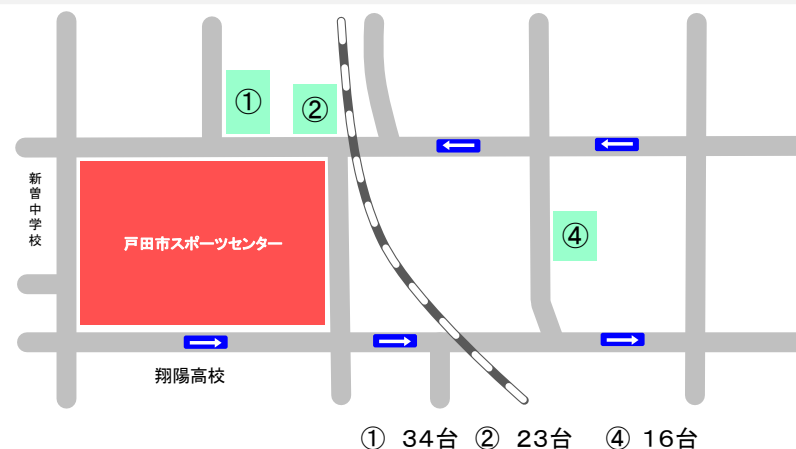 ①
②
新曽中学校
戸田市スポーツセンター
④
翔陽高校
① 34台 ② 23台 ④ 16台